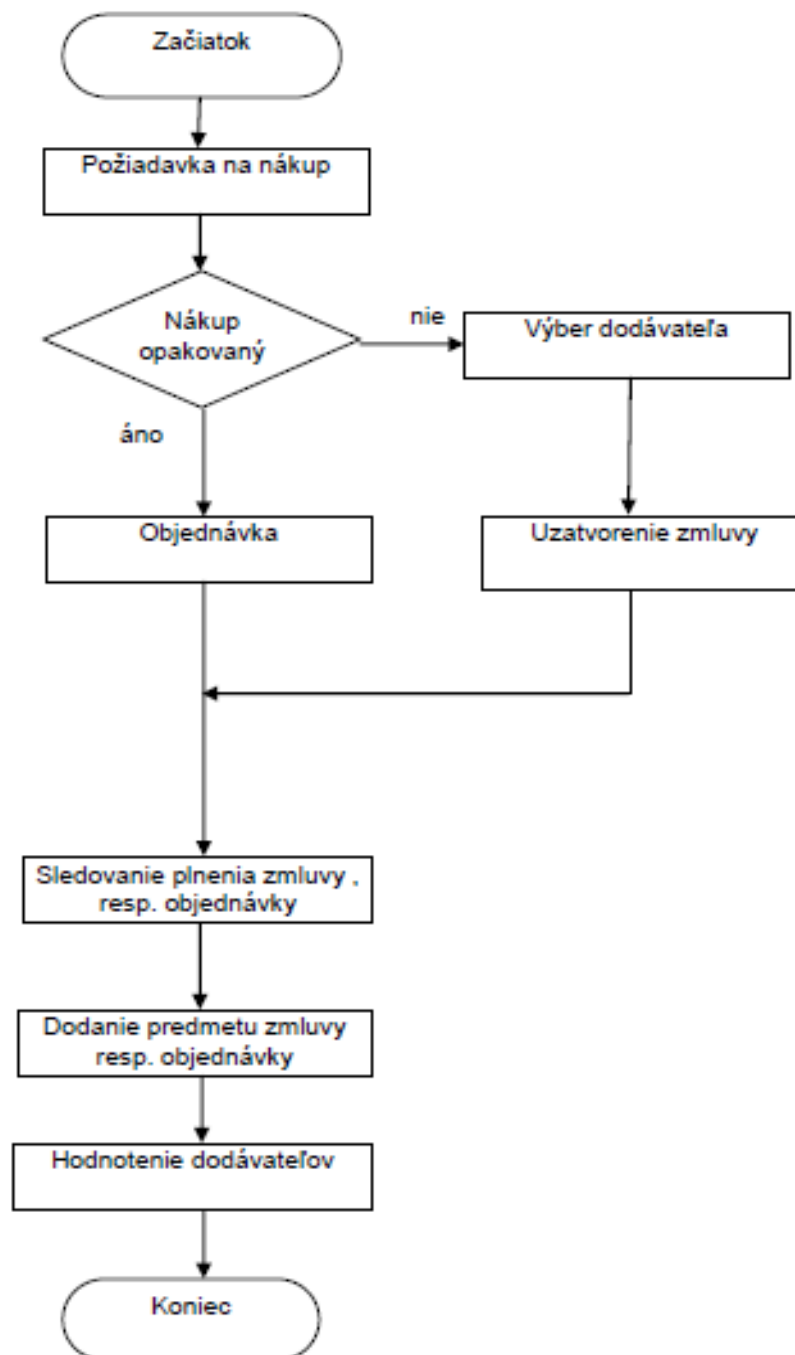 Začiatok
Požiadavka na nákup
Nákup
opakovaný
nie
Výber dodávateľa
áno
Objednávka
Uzatvorenie zmluvy
Sledovanie plnenia zmluvy ,
resp. objednávky
Dodanie predmetu zmluvy
resp. objednávky
Hodnotenie dodávateľov
Koniec